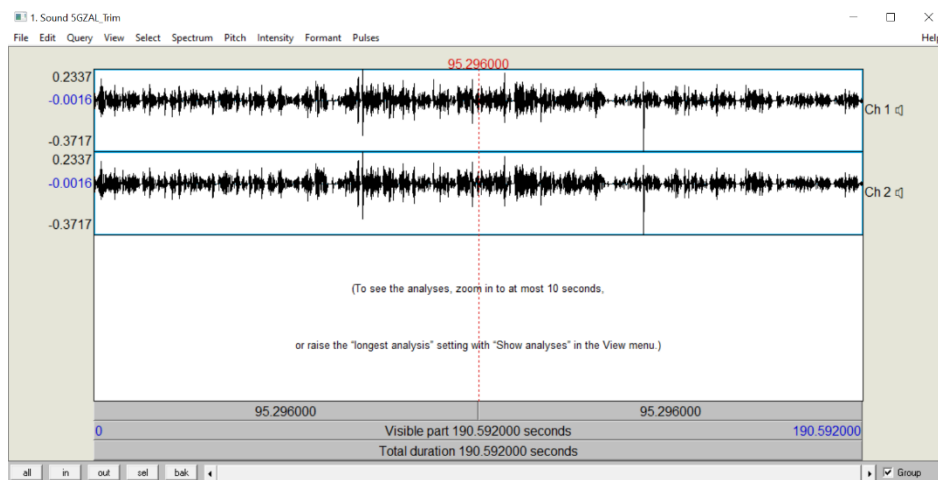 1. Sound 5GZAL_Trim
File Edit Query View Select Spectrum Pitch Intensity Formant Pulses Help
95.296000
0.2337
-0.0016
Ch 1
-0.3717
0.2337
-0.0016
Ch 2
-0.3717
(To see the analyses, zoom in to at most 10 seconds,
or raise the "longest analysis" setting with "Show analyses" in the View menu.)
95.296000 95.296000
0 Visible part 190.592000 seconds 190.592000
Total duration 190.592000 seconds
all in out sel bak Group